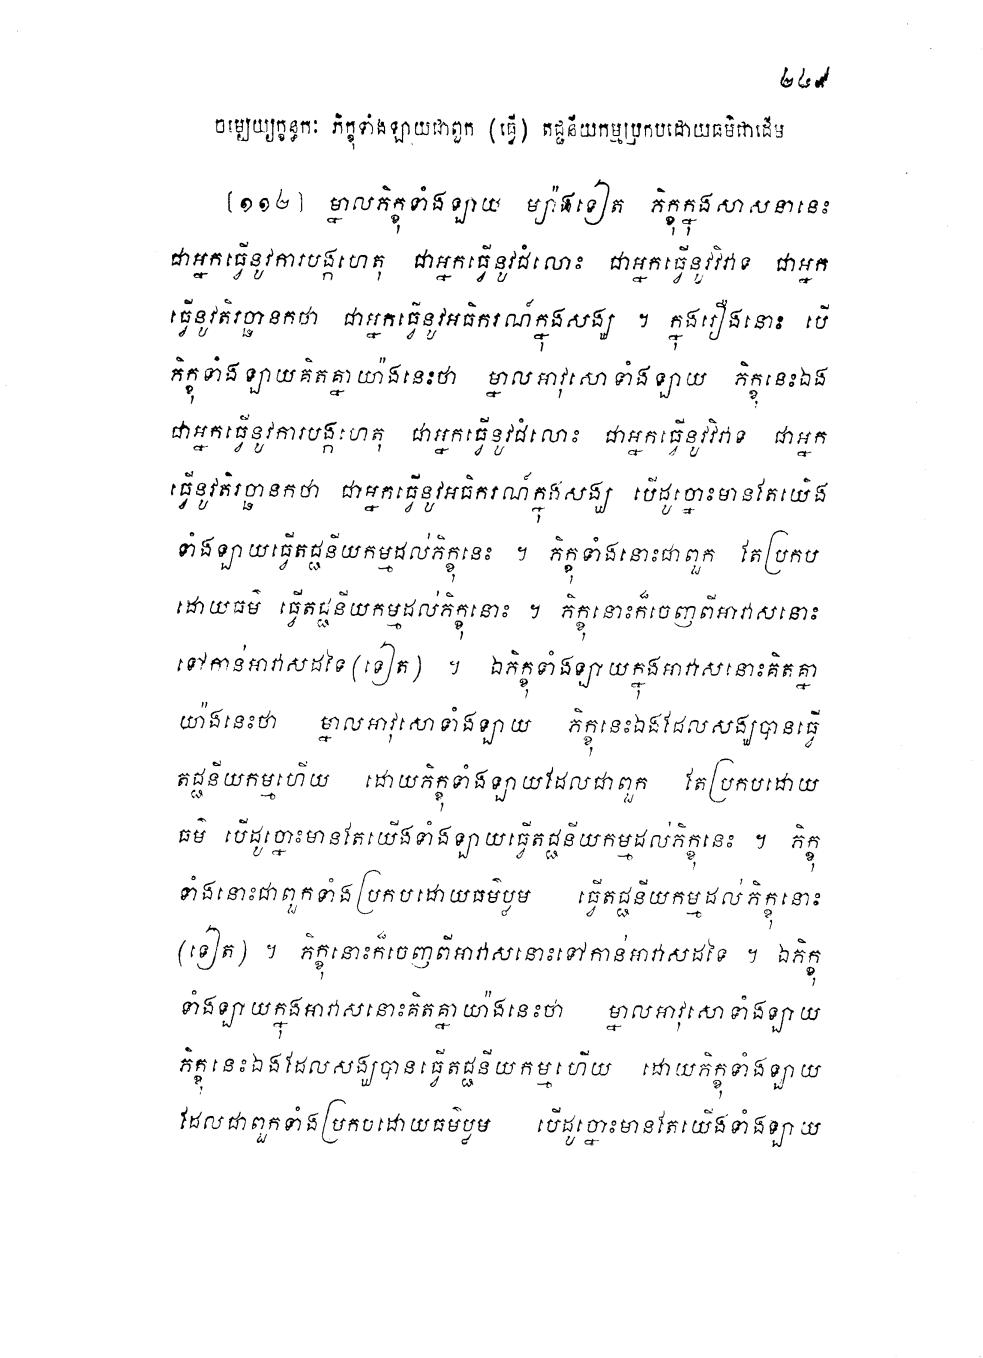 ២៤៩
ចម្បេយ្យក្ខន្ធកៈ ភិក្ខុទាំងឡាយជាពួក (ធ្វើ) តជ្ជនីយកម្មប្រកបដោយធម៌ជាដើម
[១១៤] ម្នាលភិក្ខុទាំងឡាយ ម្យ៉ាងទៀត ភិក្ខុក្នុងសាសនានេះ
ជាអ្នកធ្វើនូវការបង្កហេតុ ជាអ្នកធ្វើនូវជំលោះ ជាអ្នកធ្វើនូវវិវាទ ជាអ្នក
ធ្វើនូវតិរច្ឆានកថា ជាអ្នកធ្វើនូវអធិករណ៍ក្នុងសង្ឃ ។ ក្នុងរឿងនោះ បើ
ភិក្ខុទាំងឡាយគិតគ្នាយ៉ាងនេះថា ម្នាលអាវុសោទាំងឡាយ ភិក្ខុនេះឯង
ជាអ្នកធ្វើនូវការបង្កហេតុ ជាអ្នកធ្វើនូវជំលោះ ជាអ្នកធ្វើនូវវិវាទ ជាអ្នក
ធ្វើនូវតិរច្ឆានកថា ជាអ្នកធ្វើនូវអធិករណ៍ក្នុងសង្ឃ បើដូច្នោះមានតែយើង
ទាំងឡាយធ្វើតជ្ជនីយកម្មដល់ភិក្ខុនេះ ។ ភិក្ខុទាំងនោះជាពួក តែប្រកប
ដោយធម៌ ធ្វើតជ្ជនីយកម្មដល់ភិក្ខុនោះ ។ ភិក្ខុនោះក៏ចេញពីអាវាសនោះ
ទៅកាន់អាវាសដទៃ(ទៀត) ។ ឯភិក្ខុទាំងឡាយក្នុងអាវាសនោះគិតគ្នា
យ៉ាងនេះថា ម្នាលអាវុសោទាំងឡាយ ភិក្ខុនេះឯងដែលសង្ឃបានធ្វើ
តជ្ជនីយកម្មហើយ ដោយភិក្ខុទាំងឡាយដែលជាពួក តែប្រកបដោយ
ធម៌ បើដូច្នោះមានតែយើងទាំងឡាយធ្វើតជ្ជនីយកម្មដល់ភិក្ខុនេះ ។ ភិក្ខុ
ទាំងនោះជាពួកទាំងប្រកបដោយធម៌ប្លម ធ្វើតជ្ជនីយកម្មដល់ភិក្ខុនោះ
(ទៀត) ។ ភិក្ខុនោះក៏ចេញពីអាវាសនោះទៅកាន់អាវាសដទៃ ។ ឯភិក្ខុ
ទាំងឡាយក្នុងអាវាសនោះគិតគ្នាយ៉ាងនេះថា ម្នាលអាវុសោទាំងឡាយ
ភិក្ខុនេះឯងដែលសង្ឃបានធ្វើតជ្ជនីយកម្មហើយ ដោយភិក្ខុទាំងឡាយ
ដែលជាពួកទាំងប្រកបដោយធម៌ប្លម បើដូច្នោះមានតែយើងទាំងឡាយ